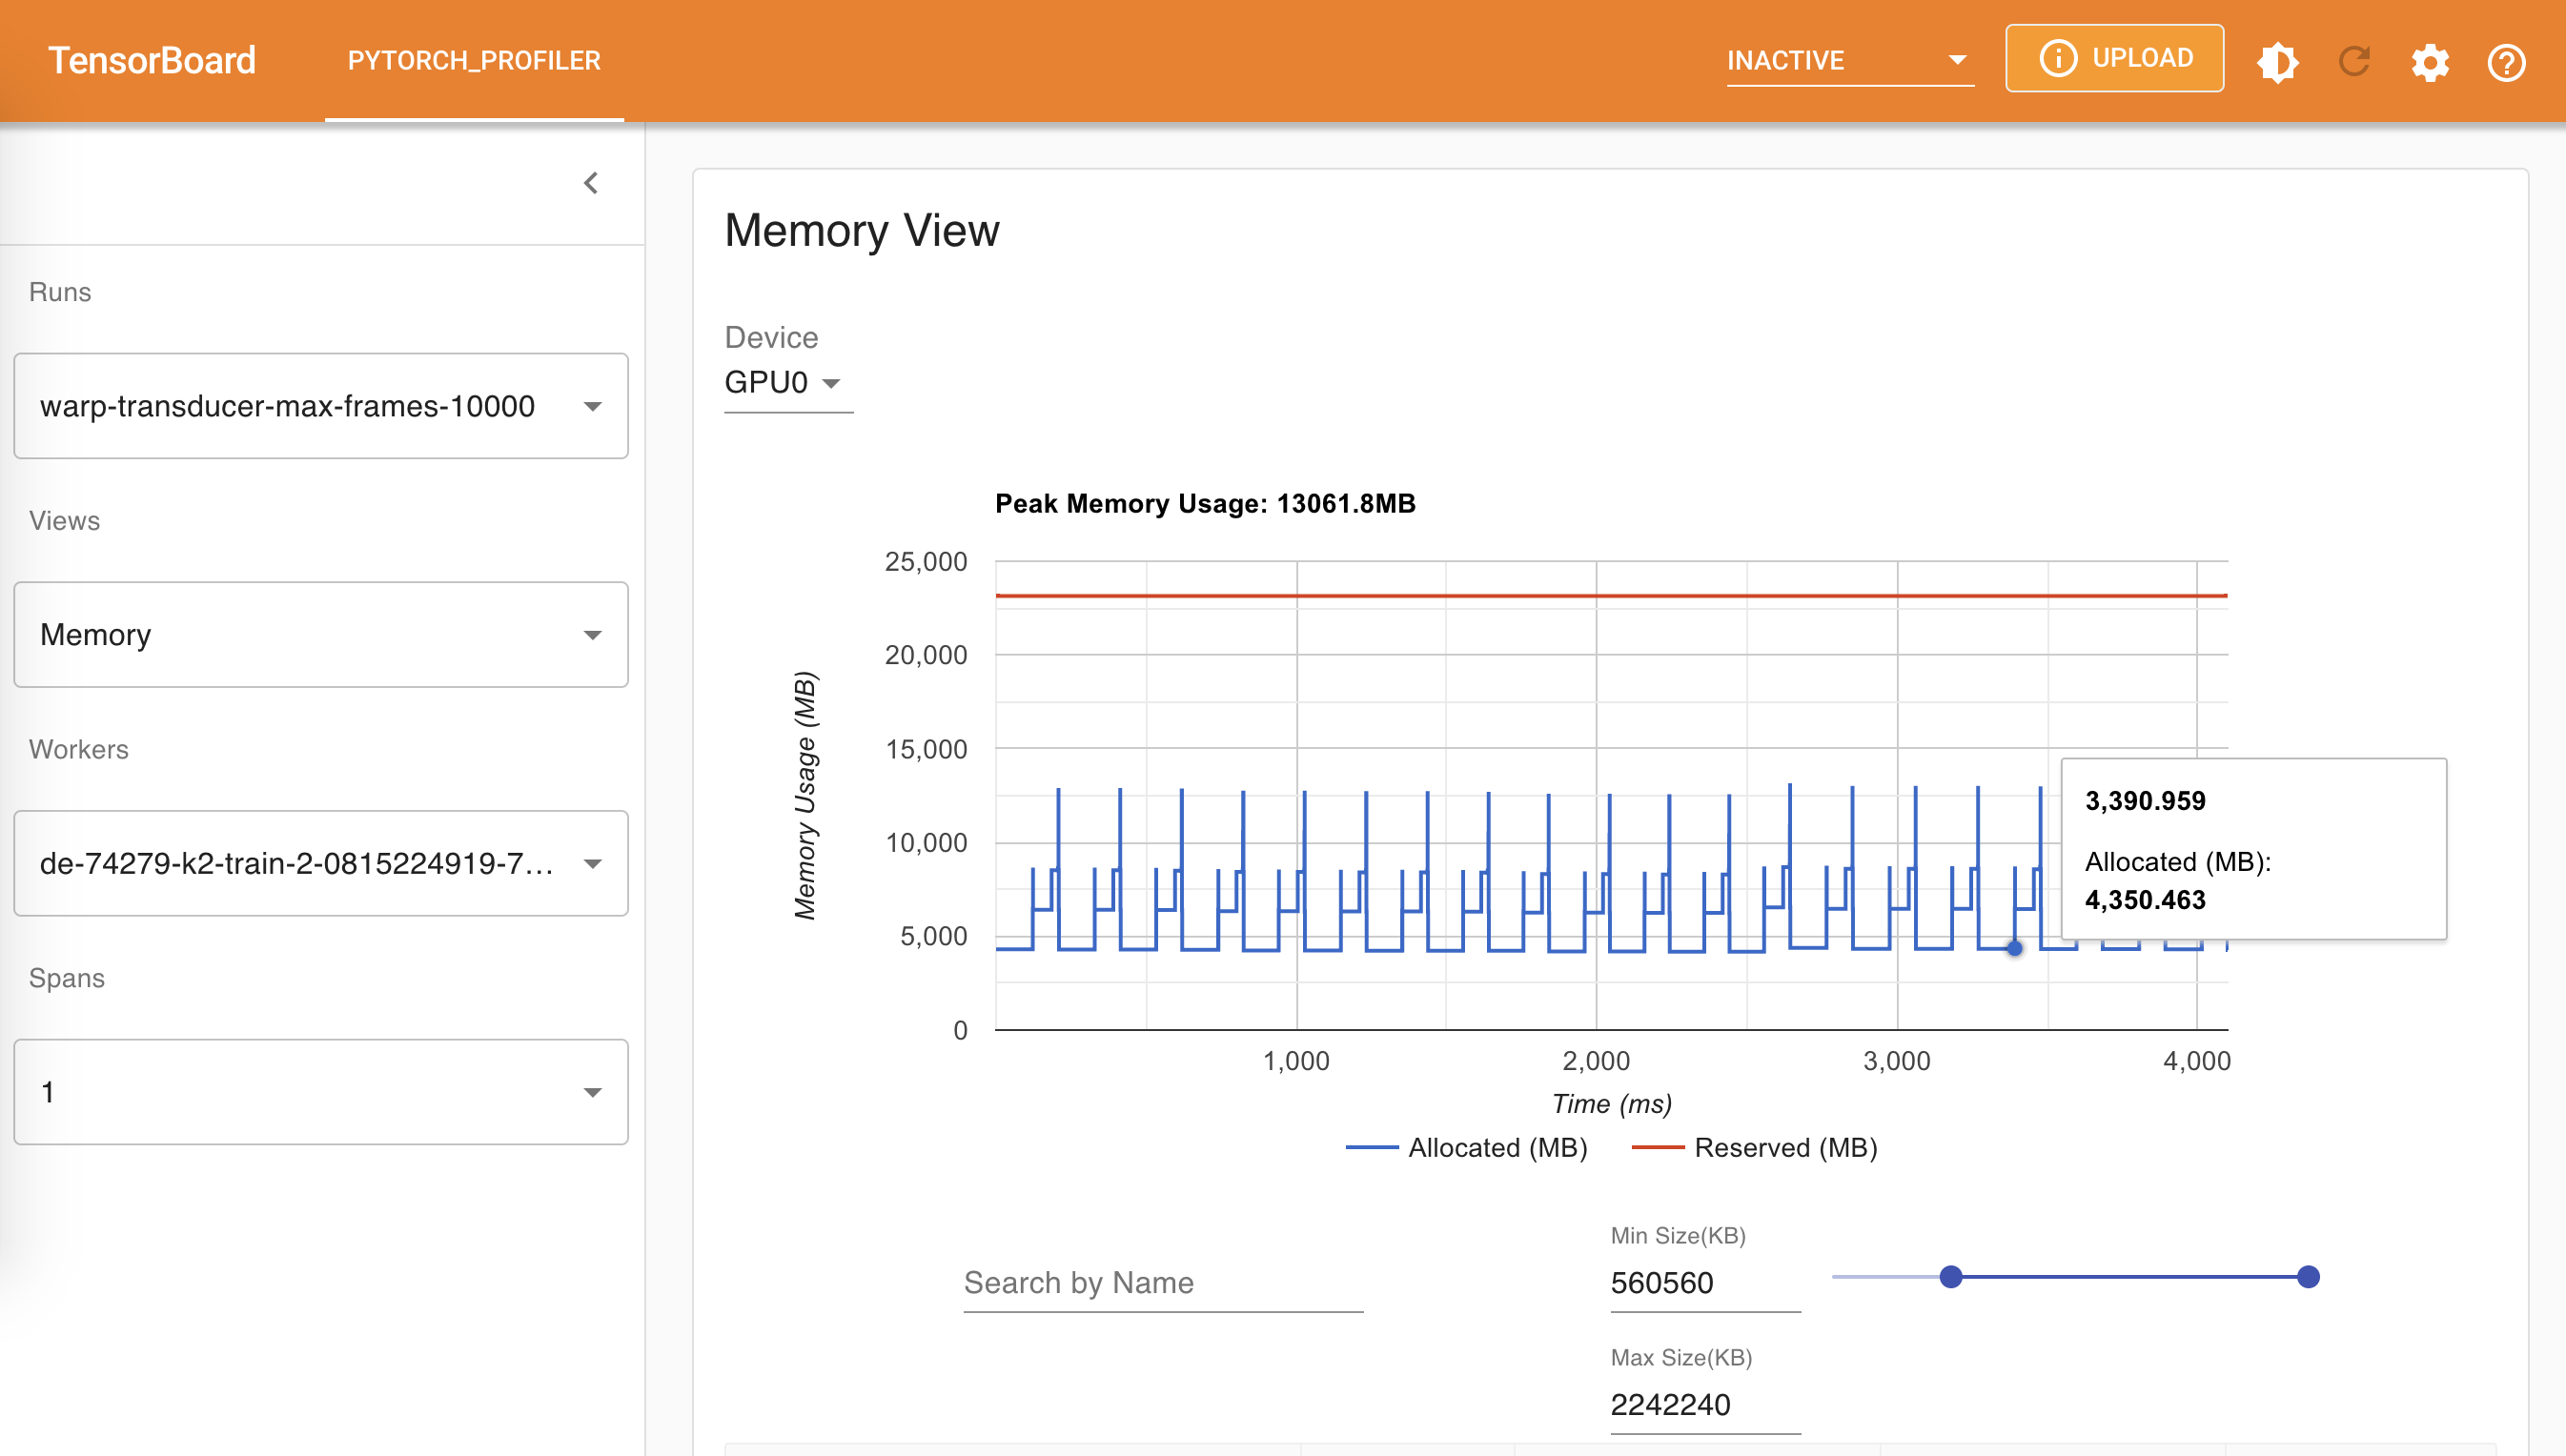 TensorBoard
PYTORCH_PROFILER
INACTIVE
UPLOAD
Runs
warp-transducer-max-frames-10000
Views
Memory
Workers
de-74279-k2-train-2-0815224919-7...
Spans
1
Memory View
Device
GPU0
Peak Memory Usage: 13061.8MB
25,000
20,000
15,000
10,000
5,000
0
Memory Usage (MB)
1,000
2,000
3,000
4,000
Time (ms)
3,390.959
Allocated (MB):
4,350.463
Allocated (MB)
Reserved (MB)
Search by Name
Min Size(KB)
560560
Max Size(KB)
2242240